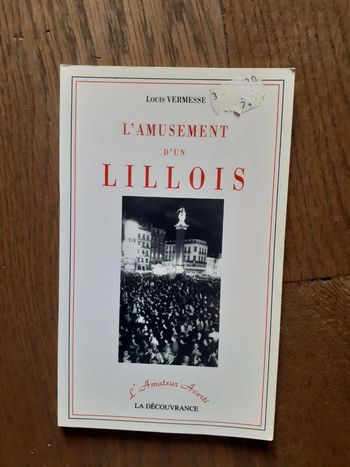 LOUIS VERMESSE
L'AMUSEMENT
D'UN
LILLOIS
L'Amateur Averti
LA DÉCOUVRANCE